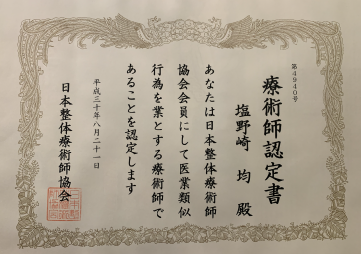 第4940号
療術師認定書
塩野崎 均 殿
あなたは日本整体療術師
協会会員にして医業類似
行為を業とする療術師で
あることを認定します
平成三十年八月二十一日
日本整体療術師協会